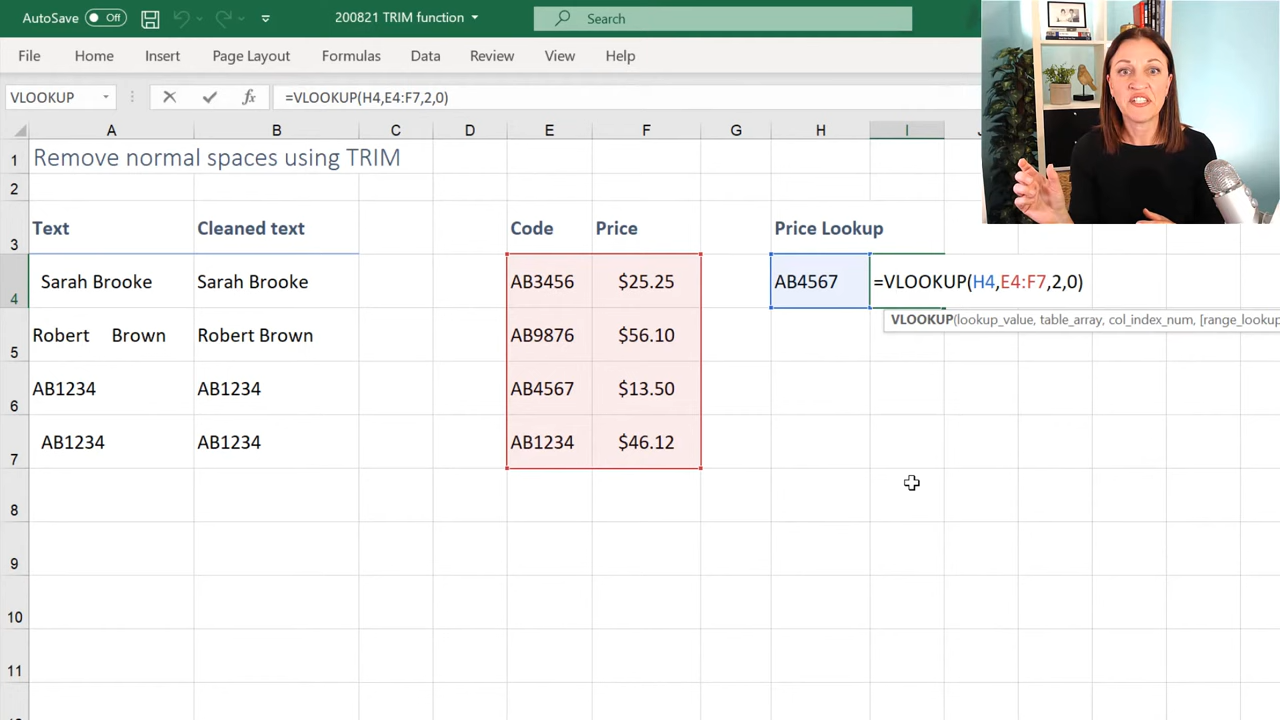 AutoSave Off 200821 TRIM function Search
File Home Insert Page Layout Formulas Data Review View Help
VLOOKUP fx =VLOOKUP(H4,E4:F7,2,0)
A B C D E F G H I
1 Remove normal spaces using TRIM
2
3 Text Cleaned text Code Price Price Lookup
4 Sarah Brooke Sarah Brooke AB3456 $25.25 AB4567 =VLOOKUP(H4,E4:F7,2,0)
VLOOKUP(lookup_value, table_array, col_index_num, [range_lookup
5 Robert Brown Robert Brown AB9876 $56.10
6 AB1234 AB1234 AB4567 $13.50
7 AB1234 AB1234 AB1234 $46.12
8
9
10
11